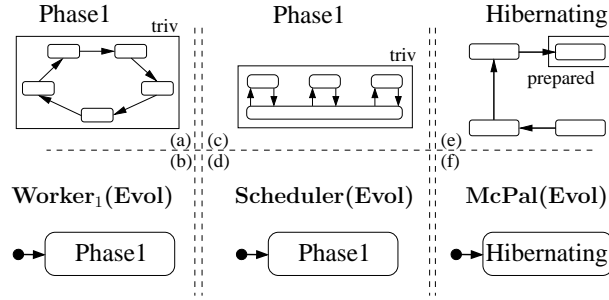 Phase1 Phase1 Hibernating
triv
triv
prepared
(a) (c) (e)
(b) (d) (f)
Worker₁(Evol) Scheduler(Evol) McPal(Evol)
Phase1 Phase1 Hibernating